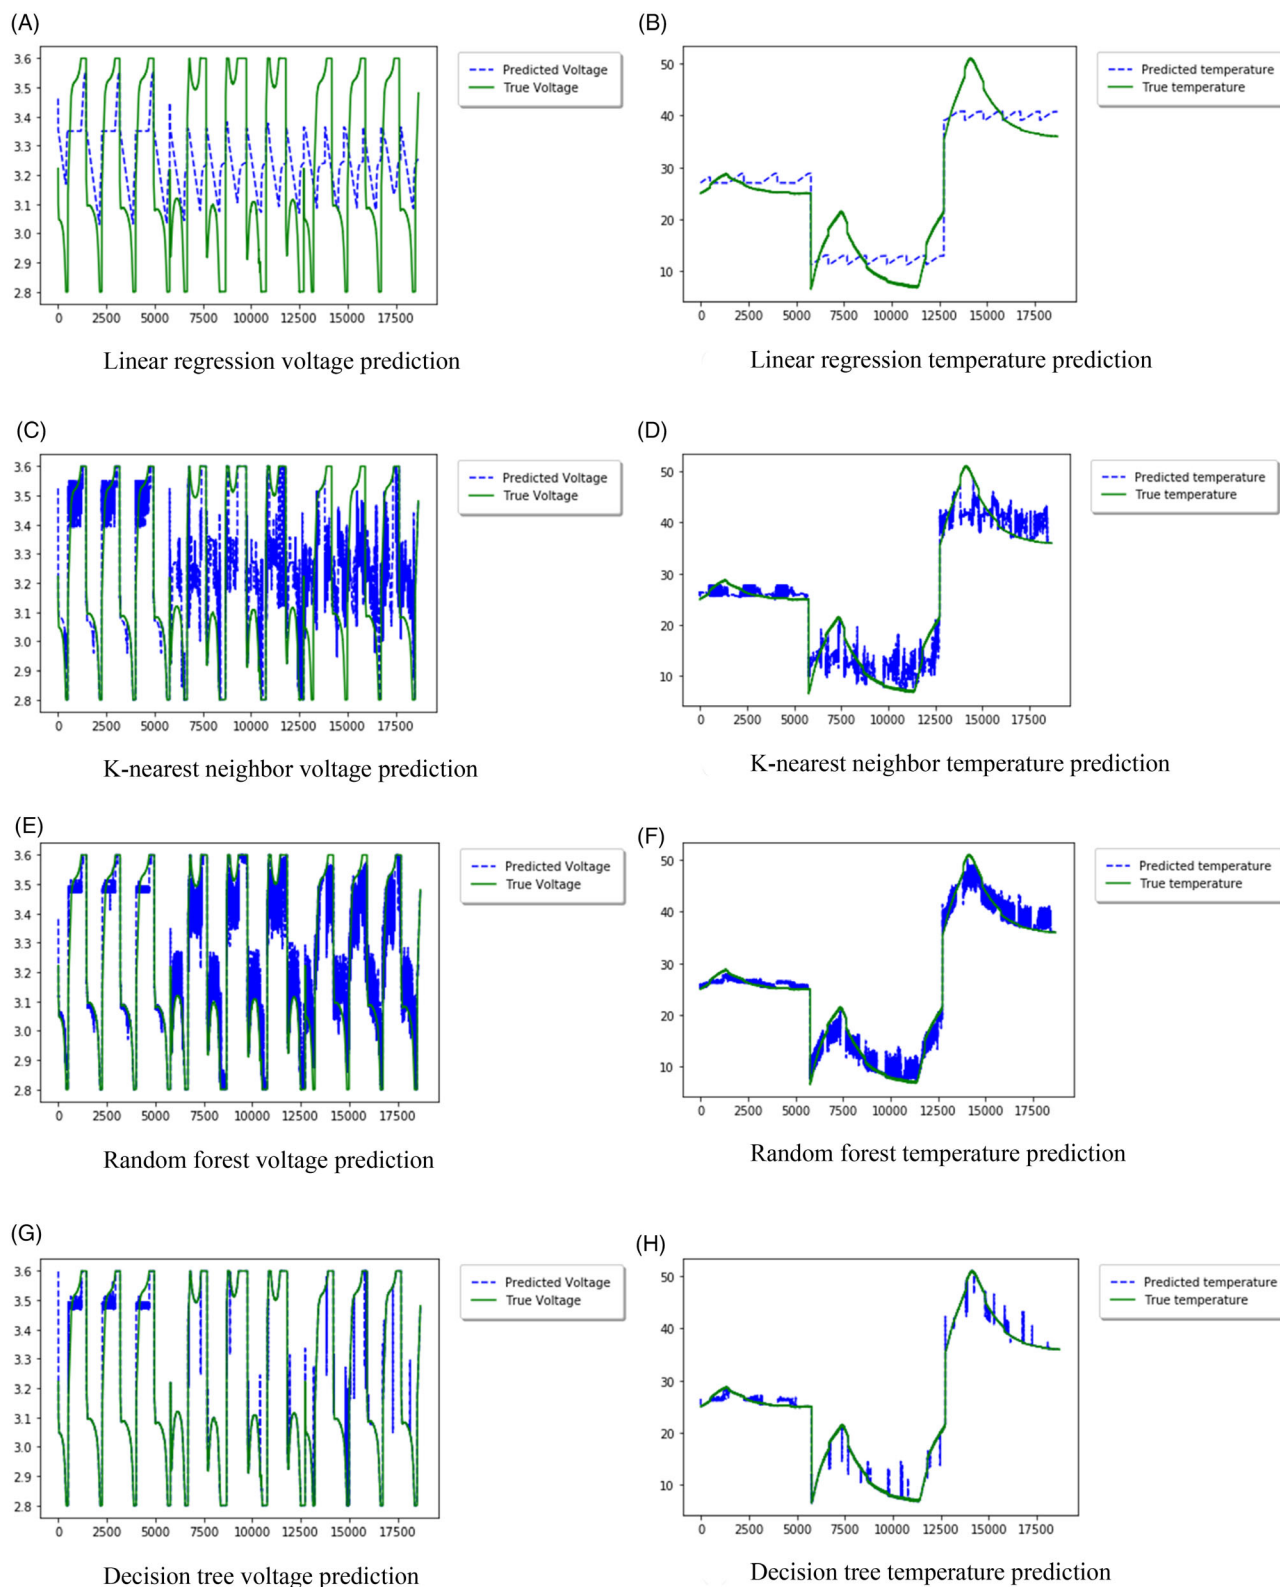 (A)
3.6
3.5
3.4
3.3
3.2
3.1
3.0
2.9
2.8
0 2500 5000 7500 10000 12500 15000 17500
Predicted Voltage
True Voltage
Linear regression voltage prediction
(B)
50
40
30
20
10
0 2500 5000 7500 10000 12500 15000 17500
Predicted temperature
True temperature
Linear regression temperature prediction
(C)
3.6
3.5
3.4
3.3
3.2
3.1
3.0
2.9
2.8
0 2500 5000 7500 10000 12500 15000 17500
Predicted Voltage
True Voltage
K-nearest neighbor voltage prediction
(D)
50
40
30
20
10
0 2500 5000 7500 10000 12500 15000 17500
Predicted temperature
True temperature
K-nearest neighbor temperature prediction
(E)
3.6
3.5
3.4
3.3
3.2
3.1
3.0
2.9
2.8
0 2500 5000 7500 10000 12500 15000 17500
Predicted Voltage
True Voltage
Random forest voltage prediction
(F)
50
40
30
20
10
0 2500 5000 7500 10000 12500 15000 17500
Predicted temperature
True temperature
Random forest temperature prediction
(G)
3.6
3.5
3.4
3.3
3.2
3.1
3.0
2.9
2.8
0 2500 5000 7500 10000 12500 15000 17500
Predicted Voltage
True Voltage
Decision tree voltage prediction
(H)
50
40
30
20
10
0 2500 5000 7500 10000 12500 15000 17500
Predicted temperature
True temperature
Decision tree temperature prediction